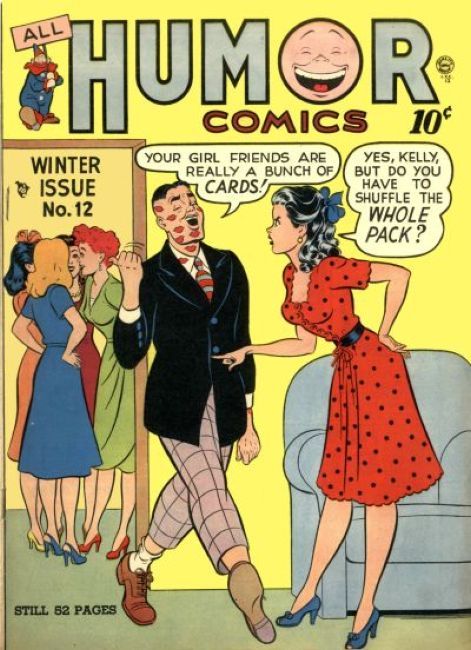 ALL
HUMOR
COMICS
10¢
WINTER
ISSUE
No. 12
YOUR GIRL FRIENDS ARE
REALLY A BUNCH OF
CARDS!
YES, KELLY,
BUT DO YOU
HAVE TO
SHUFFLE THE
WHOLE
PACK?
STILL 52 PAGES